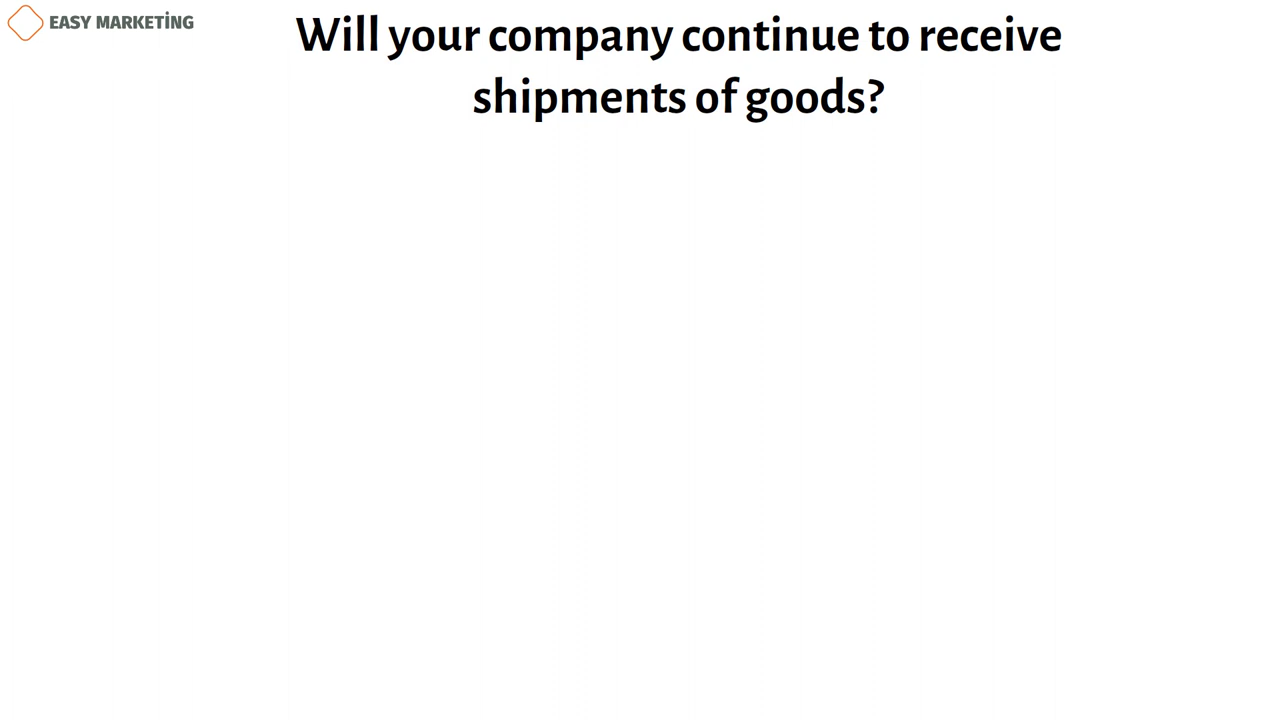 EASY MARKETİNG
Will your company continue to receive
shipments of goods?